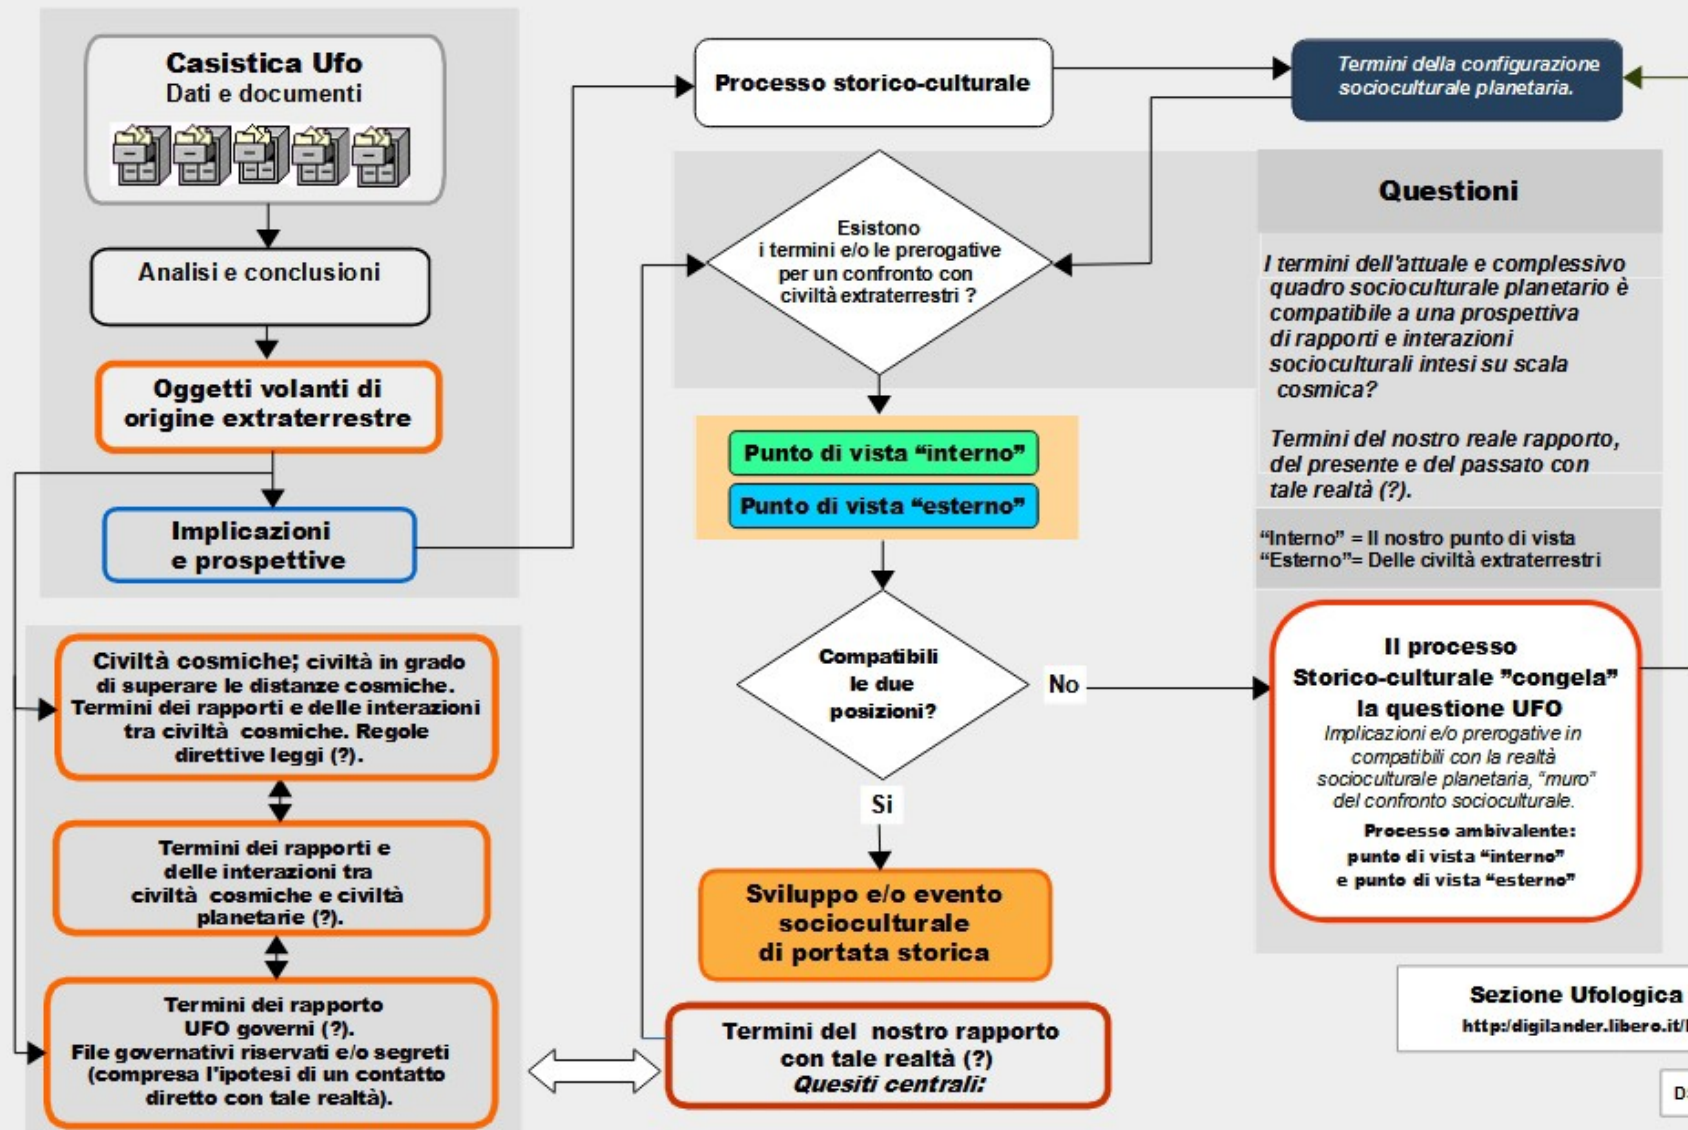 Casistica Ufo
Dati e documenti
Analisi e conclusioni
Oggetti volanti di
origine extraterrestre
Implicazioni
e prospettive
Civiltà cosmiche; civiltà in grado
di superare le distanze cosmiche.
Termini dei rapporti e delle interazioni
tra civiltà cosmiche. Regole
direttive leggi (?).
Termini dei rapporti e
delle interazioni tra
civiltà cosmiche e civiltà
planetarie (?).
Termini dei rapporto
UFO governi (?).
File governativi riservati e/o segreti
(compresa l'ipotesi di un contatto
diretto con tale realtà).
Processo storico-culturale
Termini della configurazione
socioculturale planetaria.
Esistono
i termini e/o le prerogative
per un confronto con
civiltà extraterrestri ?
Punto di vista “interno”
Punto di vista “esterno”
Compatibili
le due
posizioni?
No
Si
Sviluppo e/o evento
socioculturale
di portata storica
Termini del nostro rapporto
con tale realtà (?)
Quesiti centrali:
Questioni
I termini dell'attuale e complessivo
quadro socioculturale planetario è
compatibile a una prospettiva
di rapporti e interazioni
socioculturali intesi su scala
cosmica?
Termini del nostro reale rapporto,
del presente e del passato con
tale realtà (?).
“Interno” = Il nostro punto di vista
“Esterno”= Delle civiltà extraterrestri
Il processo
Storico-culturale ”congela”
la questione UFO
Implicazioni e/o prerogative in
compatibili con la realtà
socioculturale planetaria, “muro”
del confronto socioculturale.
Processo ambivalente:
punto di vista “interno”
e punto di vista “esterno”
Sezione Ufologica
http:/digilander.libero.it/